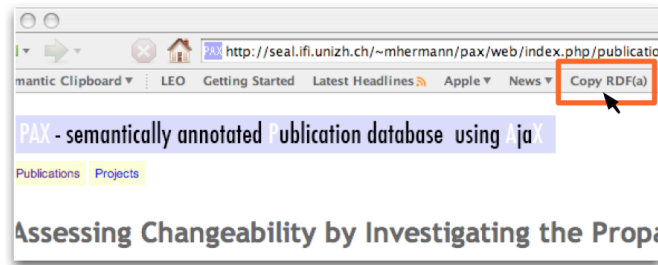 PAX http://seal.ifi.unizh.ch/~mhermann/pax/web/index.php/publicatio
mantic Clipboard LEO Getting Started Latest Headlines Apple News Copy RDF(a)
PAX - semantically annotated Publication database using AjaX
Publications Projects
Assessing Changeability by Investigating the Propa